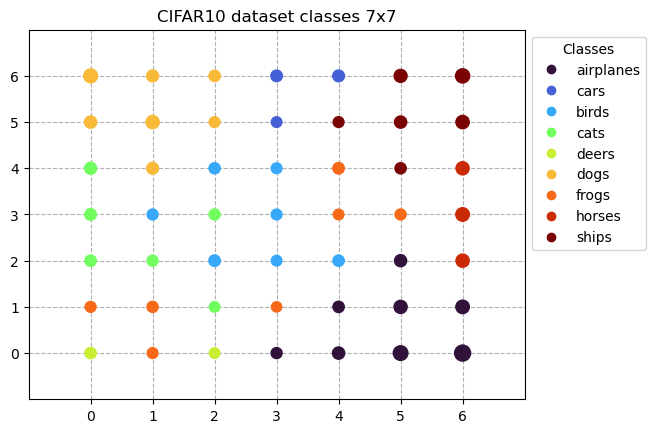 CIFAR10 dataset classes 7x7
Classes
airplanes
cars
birds
cats
deers
dogs
frogs
horses
ships
6
5
4
3
2
1
0
0 1 2 3 4 5 6